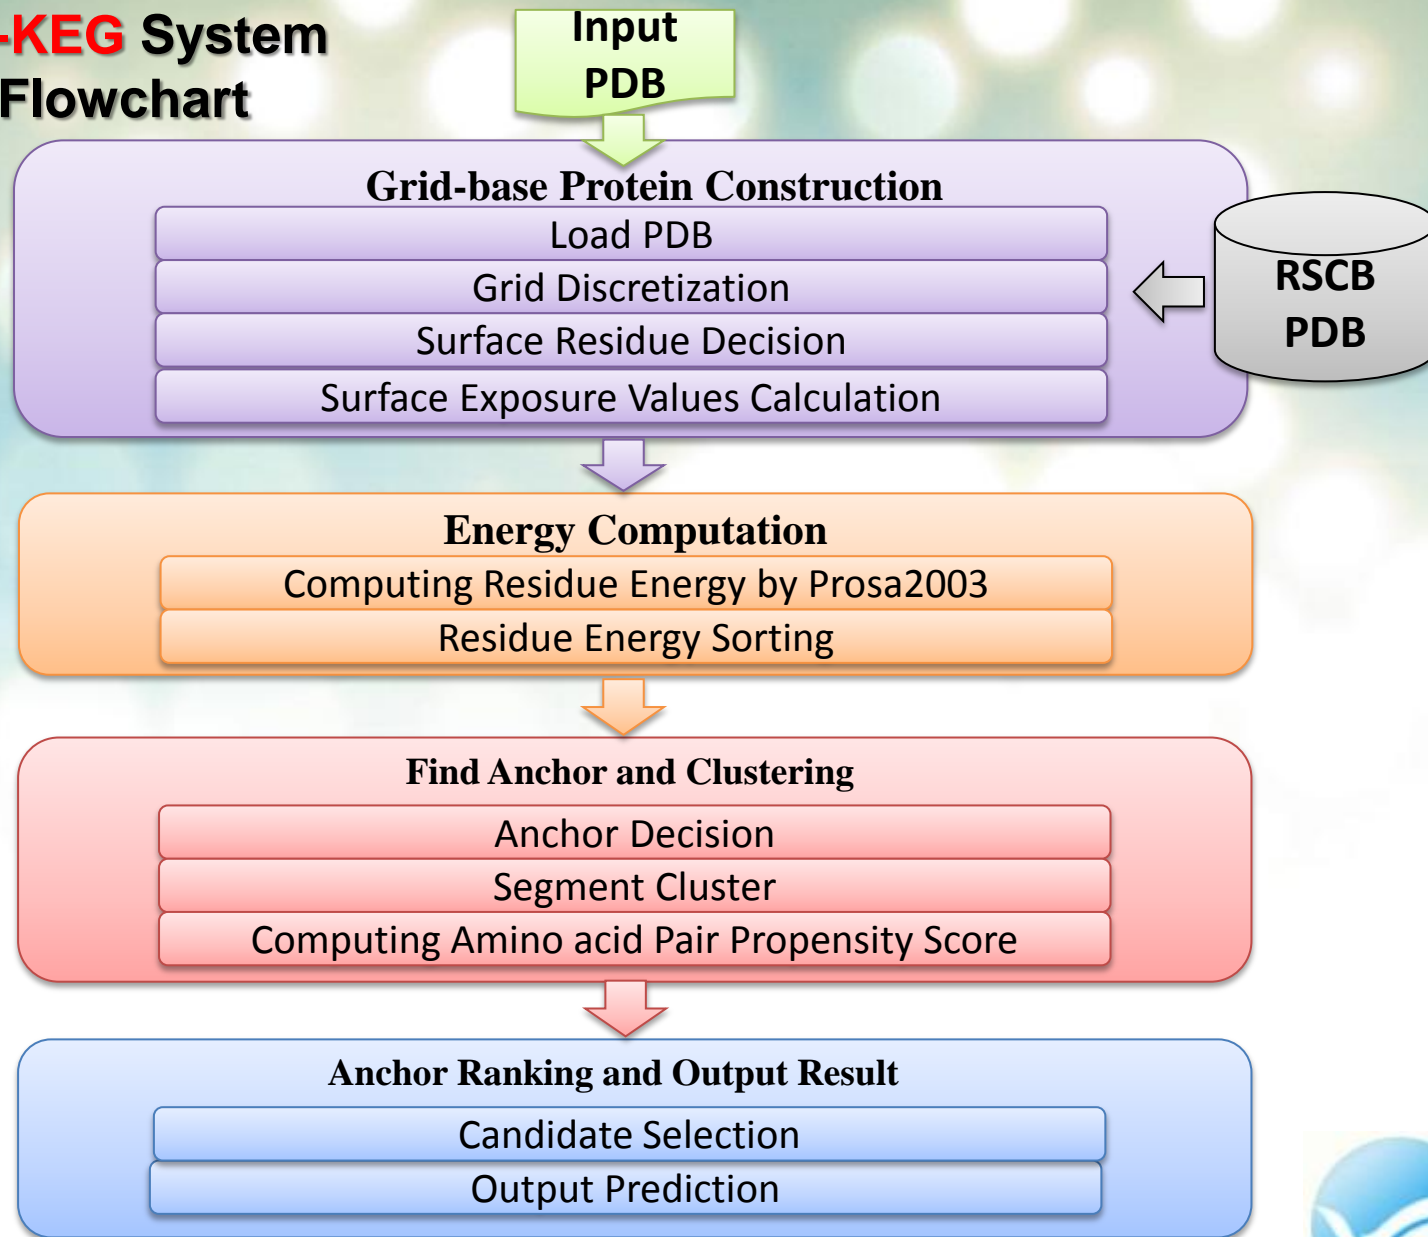 -KEG System
Flowchart
Input
PDB
Grid-base Protein Construction
Load PDB
Grid Discretization
Surface Residue Decision
Surface Exposure Values Calculation
RSCB
PDB
Energy Computation
Computing Residue Energy by Prosa2003
Residue Energy Sorting
Find Anchor and Clustering
Anchor Decision
Segment Cluster
Computing Amino acid Pair Propensity Score
Anchor Ranking and Output Result
Candidate Selection
Output Prediction